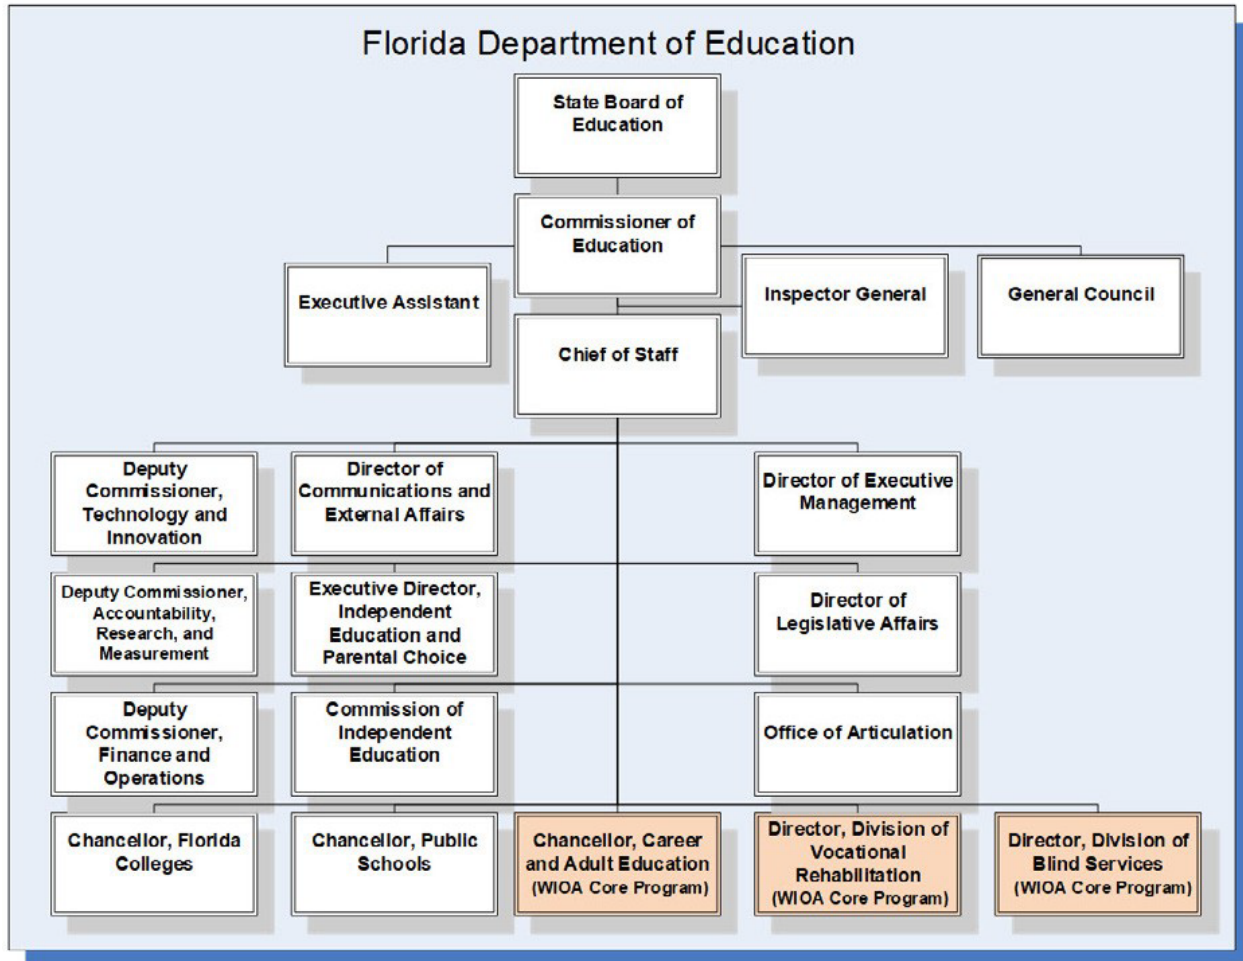 Florida Department of Education
State Board of
Education
Commissioner of
Education
Executive Assistant
Inspector General
General Council
Chief of Staff
Deputy
Commissioner,
Technology and
Innovation
Director of
Communications and
External Affairs
Director of Executive
Management
Deputy Commissioner,
Accountability,
Research, and
Measurement
Executive Director,
Independent
Education and
Parental Choice
Director of
Legislative Affairs
Deputy
Commissioner,
Finance and
Operations
Commission of
Independent
Education
Office of Articulation
Chancellor, Florida
Colleges
Chancellor, Public
Schools
Chancellor, Career
and Adult Education
(WIOA Core Program)
Director, Division of
Vocational
Rehabilitation
(WIOA Core Program)
Director, Division of
Blind Services
(WIOA Core Program)